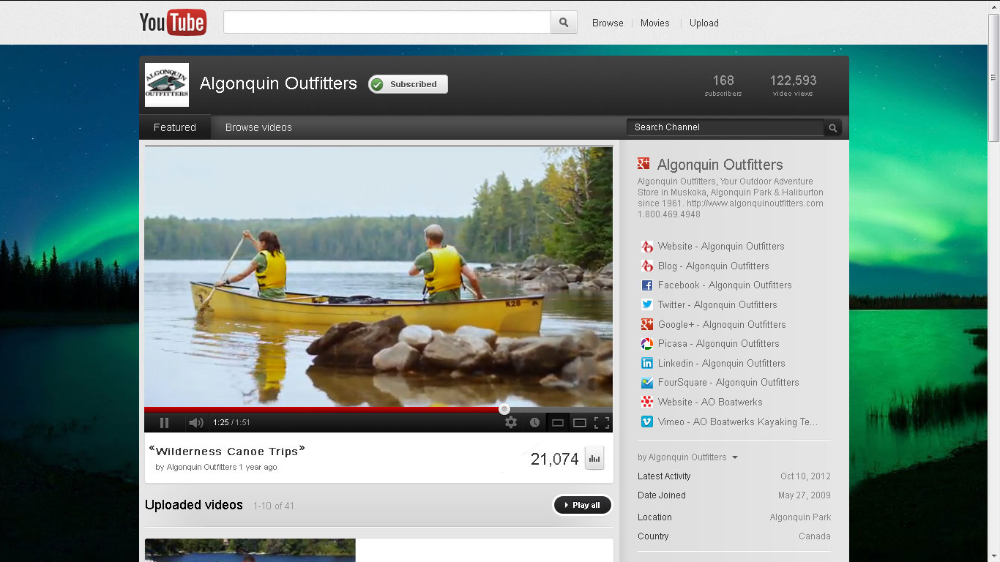 YouTube
Browse
Movies
Upload
ALGONQUIN
OUTFITTERS
Algonquin Outfitters
Subscribed
168
subscribers
122,593
video views
Featured
Browse videos
Search Channel
K28
1:25 / 1:51
«Wilderness Canoe Trips»
by Algonquin Outfitters 1 year ago
21,074
Uploaded videos
1-10 of 41
Play all
Algonquin Outfitters
Algonquin Outfitters, Your Outdoor Adventure
Store in Muskoka, Algonquin Park & Haliburton
since 1961. http://www.algonquinoutfitters.com
1.800.469.4948
Website - Algonquin Outfitters
Blog - Algonquin Outfitters
Facebook - Algonquin Outfitters
Twitter - Algonquin Outfitters
Google+ - Algnoquin Outfitters
Picasa - Algonquin Outfitters
Linkedin - Algonquin Outfitters
FourSquare - Algonquin Outfitters
Website - AO Boatwerks
Vimeo - AO Boatwerks Kayaking Te...
by Algonquin Outfitters
Latest Activity Oct 10, 2012
Date Joined May 27, 2009
Location Algonquin Park
Country Canada